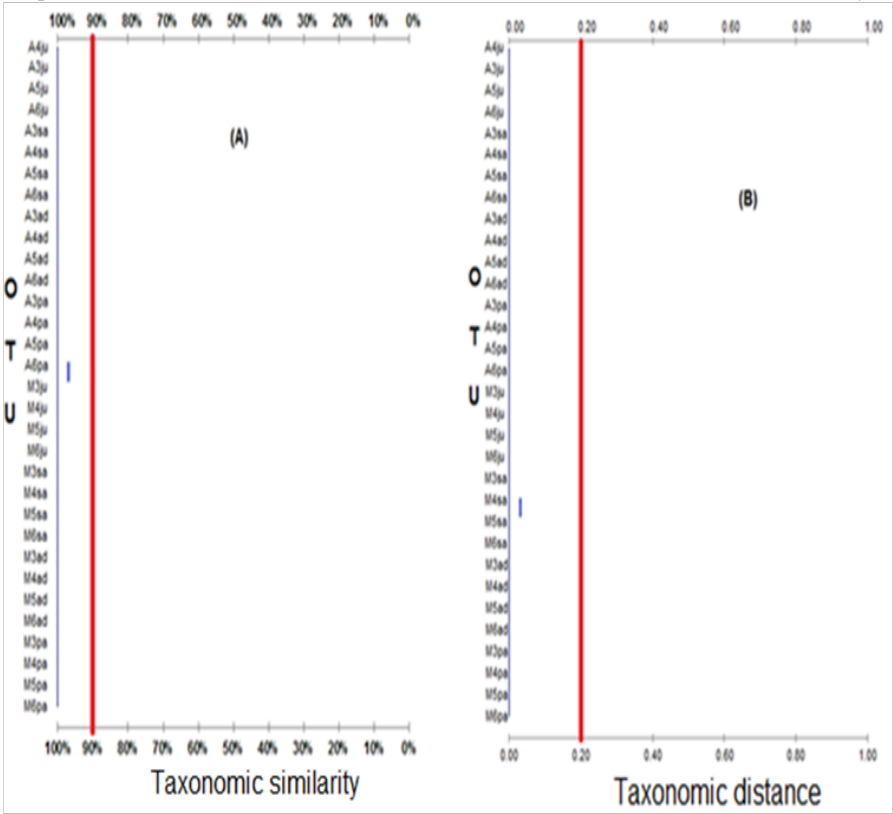 100% 90% 80% 70% 60% 50% 40% 30% 20% 10% 0%
A4ju
A3ju
A5ju
A6ju
A3sa
A4sa
A5sa
A6sa
A3ad
A4ad
A5ad
A6ad
A3pa
A4pa
A5pa
A6pa
M3ju
M4ju
M5ju
M6ju
M3sa
M4sa
M5sa
M6sa
M3ad
M4ad
M5ad
M6ad
M3pa
M4pa
M5pa
M6pa
O
T
U
(A)
100% 90% 80% 70% 60% 50% 40% 30% 20% 10% 0%
Taxonomic similarity
0.00 0.20 0.40 0.60 0.80 1.00
A4ju
A3ju
A5ju
A6ju
A3sa
A4sa
A5sa
A6sa
A3ad
A4ad
A5ad
A6ad
A3pa
A4pa
A5pa
A6pa
M3ju
M4ju
M5ju
M6ju
M3sa
M4sa
M5sa
M6sa
M3ad
M4ad
M5ad
M6ad
M3pa
M4pa
M5pa
M6pa
O
T
U
(B)
0.00 0.20 0.40 0.60 0.80 1.00
Taxonomic distance